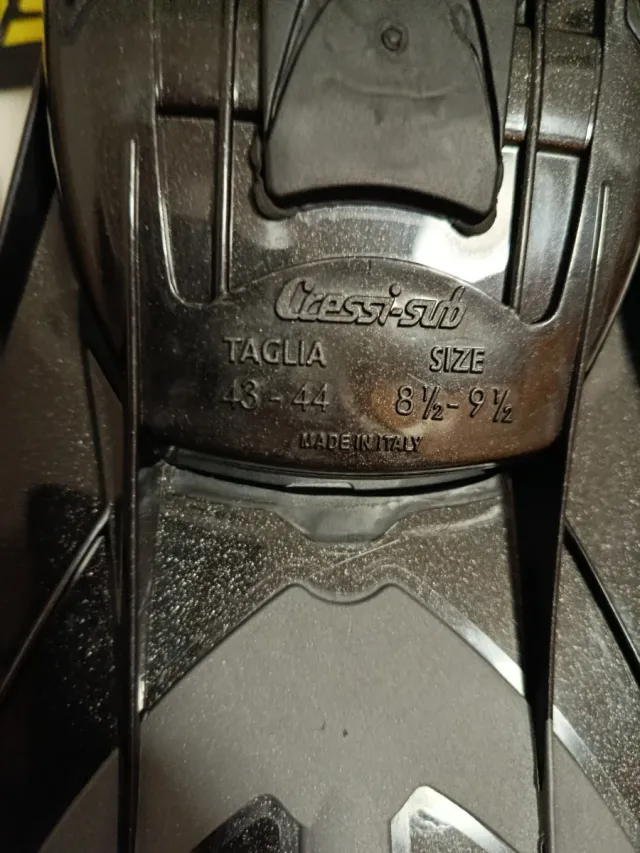 Cressi-sub
TAGLIA SIZE
43 - 44 8 ½ - 9 ½
MADE IN ITALY